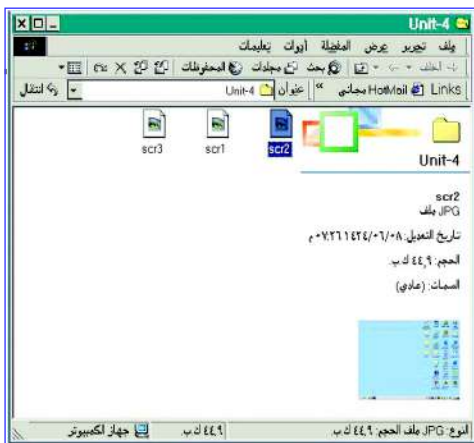 Unit-4
ملف تحرير عرض المفضلة أدوات تعليمات
للخلف بحث مجلدات المحفوظات
Links HotMail مجاني » عنوان Unit-4 انتقال
scr2 scr1 scr3
Unit-4
scr2
JPG ملف
تاريخ التعديل: ٠٨/٠٦/١٤٢٤ ٠٧:٢٦ م
الحجم: ٤٤,٩ ك.ب.
السمات: (عادي)
النوع: JPG ملف الحجم: ٤٤,٩ ك.ب ٤٤,٩ ك.ب جهاز الكمبيوتر